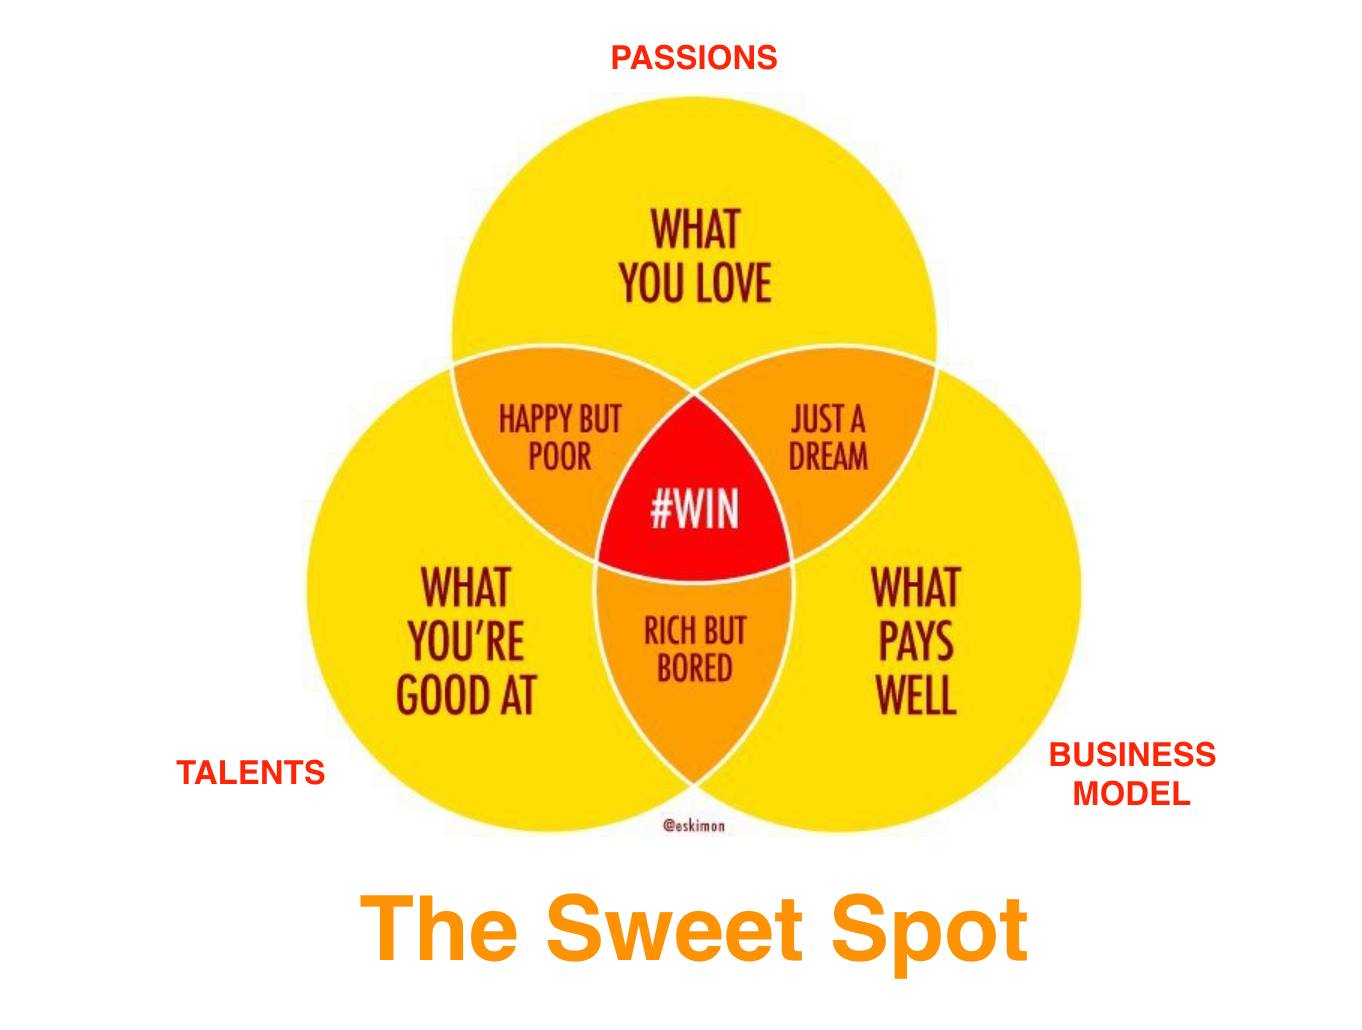 PASSIONS
WHAT
YOU LOVE
HAPPY BUT
POOR
JUST A
DREAM
#WIN
WHAT
YOU'RE
GOOD AT
WHAT
PAYS
WELL
RICH BUT
BORED
TALENTS
BUSINESS
MODEL
@eskimon
The Sweet Spot